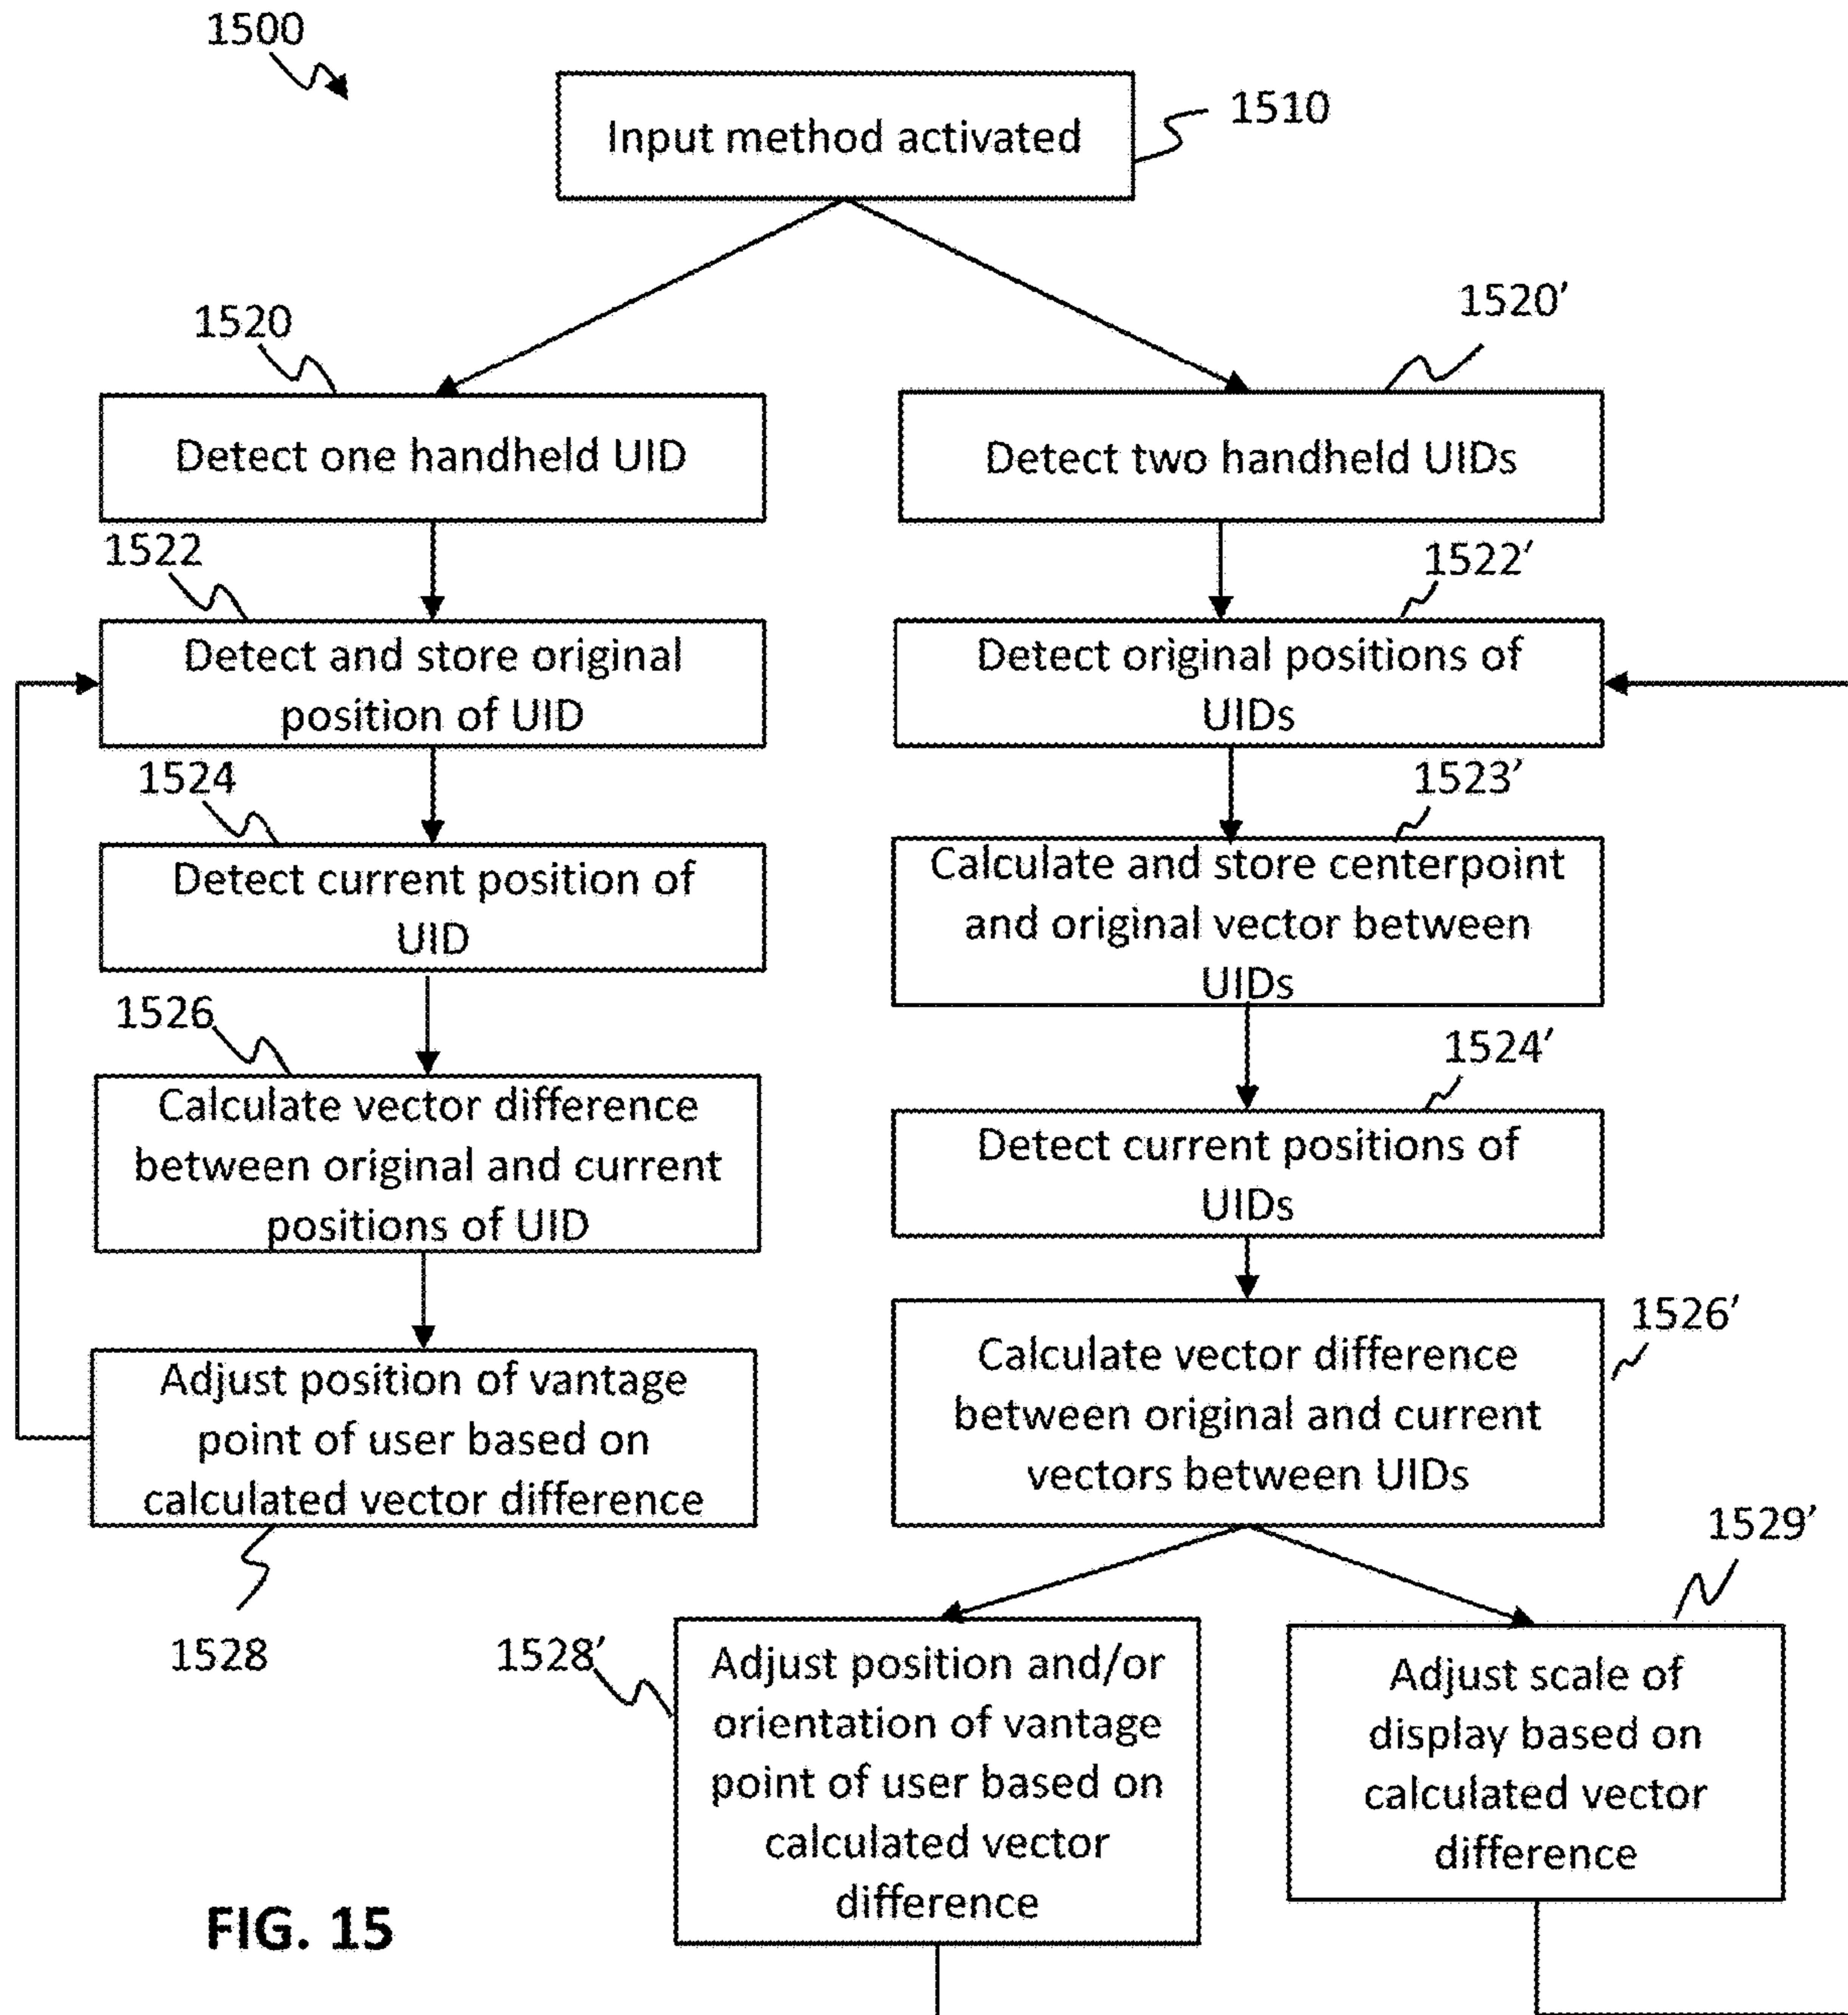 1500
Input method activated
1510
1520
1520′
Detect one handheld UID
Detect two handheld UIDs
1522
1522′
Detect and store original
position of UID
Detect original positions of
UIDs
1524
1523′
Detect current position of
UID
Calculate and store centerpoint
and original vector between
UIDs
1526
1524′
Calculate vector difference
between original and current
positions of UID
Detect current positions of
UIDs
1526′
Adjust position of vantage
point of user based on
calculated vector difference
Calculate vector difference
between original and current
vectors between UIDs
1529′
1528
1528′
Adjust position and/or
orientation of vantage
point of user based on
calculated vector
difference
Adjust scale of
display based on
calculated vector
difference
FIG. 15